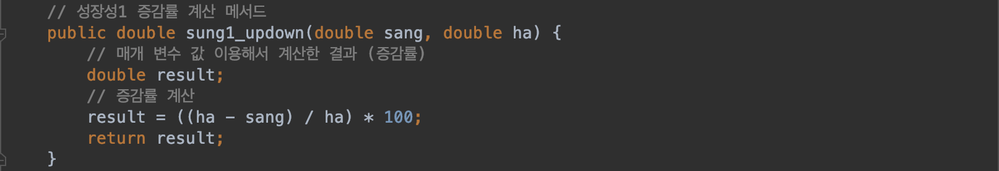 // 성장성1 증감률 계산 메서드
public double sung1_updown(double sang, double ha) {
// 매개 변수 값 이용해서 계산한 결과 (증감률)
double result;
// 증감률 계산
result = ((ha - sang) / ha) * 100;
return result;
}